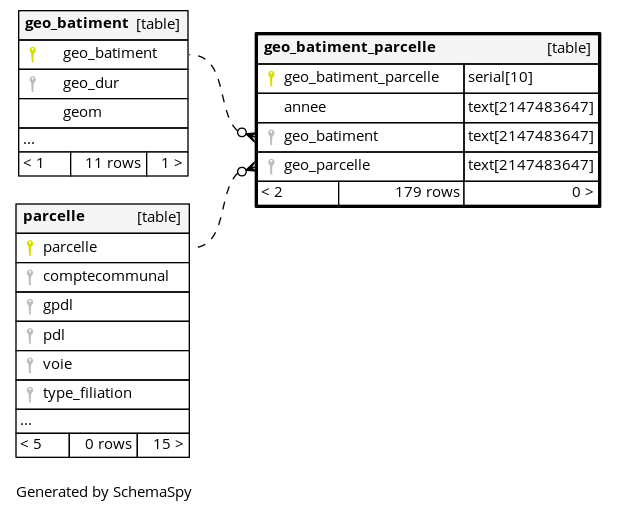 geo_batiment [table]
geo_batiment
geo_dur
geom
...
< 1 11 rows 1 >
geo_batiment_parcelle [table]
geo_batiment_parcelle serial[10]
annee text[2147483647]
geo_batiment text[2147483647]
geo_parcelle text[2147483647]
< 2 179 rows 0 >
parcelle [table]
parcelle
comptecommunal
gpdl
pdl
voie
type_filiation
...
< 5 0 rows 15 >
Generated by SchemaSpy